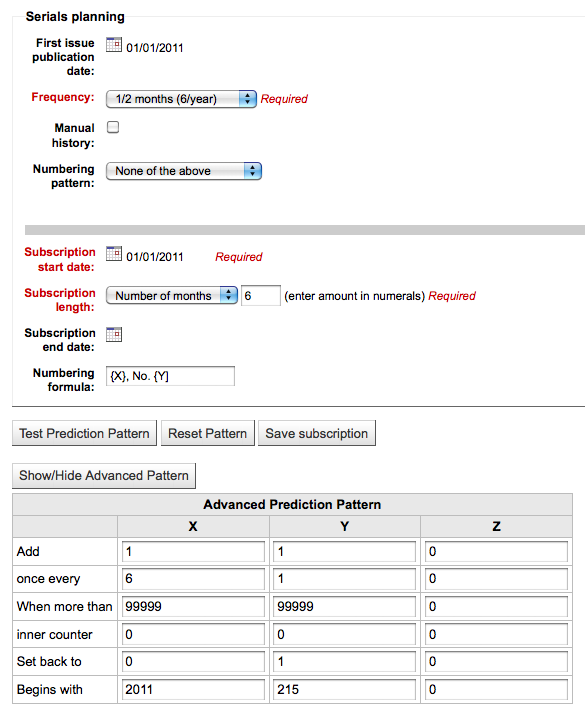 Serials planning
First issue publication date: 01/01/2011
Frequency: 1/2 months (6/year) Required
Manual history:
Numbering pattern: None of the above
Subscription start date: 01/01/2011 Required
Subscription length: Number of months 6 (enter amount in numerals) Required
Subscription end date:
Numbering formula: {X}, No. {Y]
Test Prediction Pattern Reset Pattern Save subscription
Show/Hide Advanced Pattern
Advanced Prediction Pattern
X Y Z
Add 1 1 0
once every 6 1 0
When more than 99999 99999 0
inner counter 0 0 0
Set back to 0 1 0
Begins with 2011 215 0